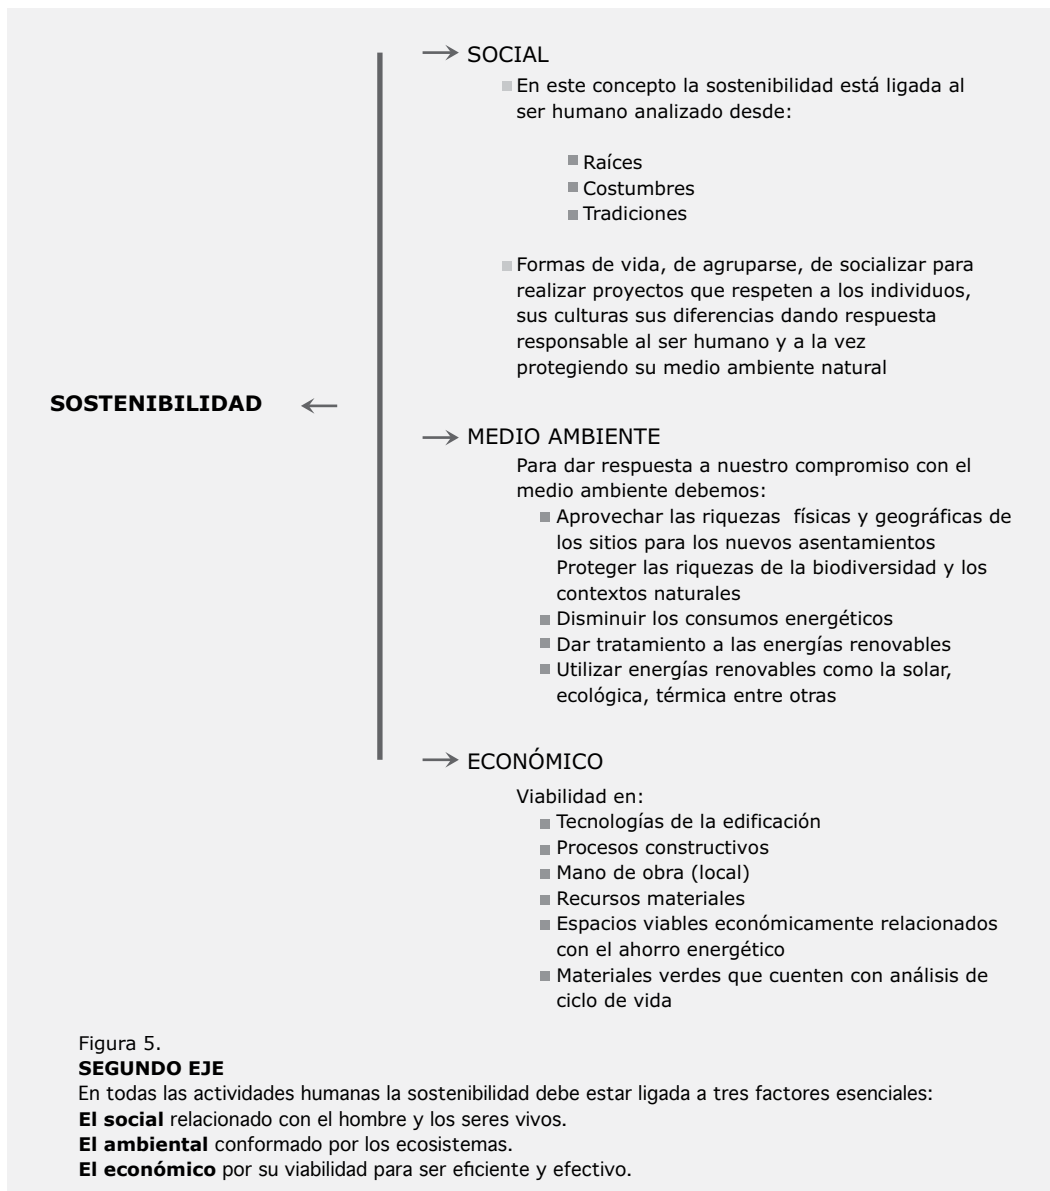 SOCIAL
En este concepto la sostenibilidad está ligada al
ser humano analizado desde:
Raíces
Costumbres
Tradiciones
Formas de vida, de agruparse, de socializar para
realizar proyectos que respeten a los individuos,
sus culturas sus diferencias dando respuesta
responsable al ser humano y a la vez
protegiendo su medio ambiente natural
SOSTENIBILIDAD
MEDIO AMBIENTE
Para dar respuesta a nuestro compromiso con el
medio ambiente debemos:
Aprovechar las riquezas físicas y geográficas de
los sitios para los nuevos asentamientos
Proteger las riquezas de la biodiversidad y los
contextos naturales
Disminuir los consumos energéticos
Dar tratamiento a las energías renovables
Utilizar energías renovables como la solar,
ecológica, térmica entre otras
ECONÓMICO
Viabilidad en:
Tecnologías de la edificación
Procesos constructivos
Mano de obra (local)
Recursos materiales
Espacios viables económicamente relacionados
con el ahorro energético
Materiales verdes que cuenten con análisis de
ciclo de vida
Figura 5.
SEGUNDO EJE
En todas las actividades humanas la sostenibilidad debe estar ligada a tres factores esenciales:
El social relacionado con el hombre y los seres vivos.
El ambiental conformado por los ecosistemas.
El económico por su viabilidad para ser eficiente y efectivo.